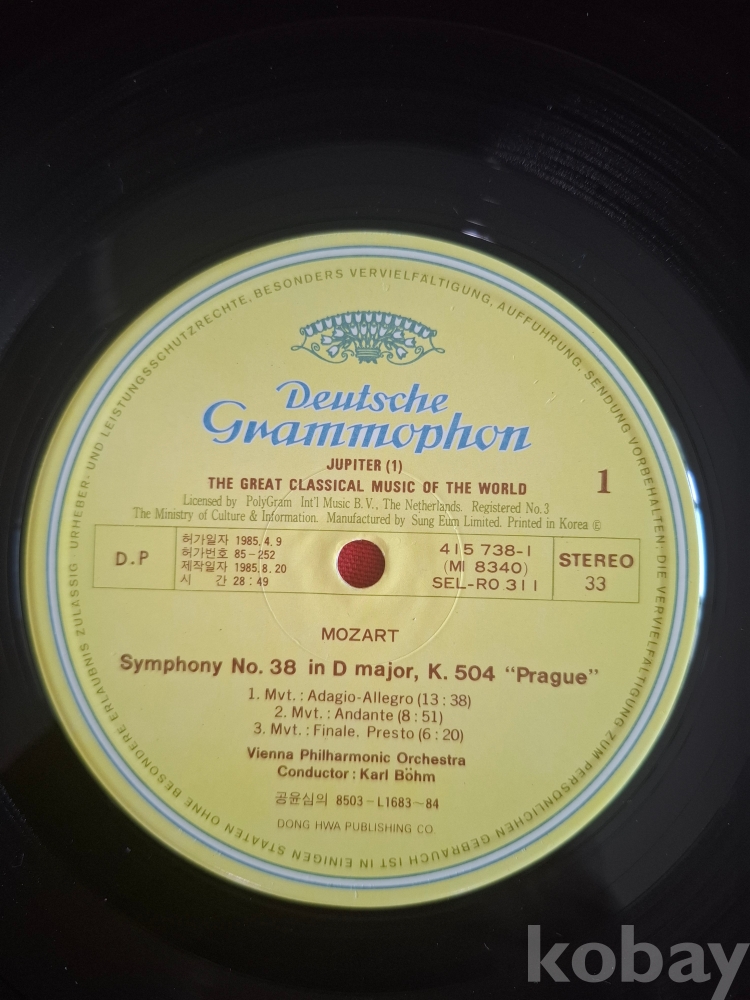 Deutsche
Grammophon
JUPITER (1)
THE GREAT CLASSICAL MUSIC OF THE WORLD
1
Licensed by PolyGram Int'l Music B.V., The Netherlands. Registered No.3
The Ministry of Culture & Information. Manufactured by Sung Eum Limited. Printed in Korea Ⓔ
D.P
허가일자 1985.4.9
허가번호 85-252
제작일자 1985.8.20
시 간 28:49
415 738-1
(MI 8340)
SEL-RO 311
STEREO
33
MOZART
Symphony No. 38 in D major, K. 504 "Prague"
1. Mvt. : Adagio-Allegro (13 : 38)
2. Mvt. : Andante (8 : 51)
3. Mvt. : Finale. Presto (6 : 20)
Vienna Philharmonic Orchestra
Conductor : Karl Böhm
공윤심의 8503-L1683~84
DONG HWA PUBLISHING CO.
URHEBER- UND LEISTUNGSSCHUTZRECHTE, BESONDERS VERVIELFÄLTIGUNG, AUFFÜHRUNG, SENDUNG VORBEHALTEN: DIE VERVIELFÄLTIGUNG ZUM PERSÖNLICHEN GEBRAUCH IST IN EINIGEN STAATEN OHNE BESONDERE ERLAUBNIS ZULÄSSIG ·
kobay